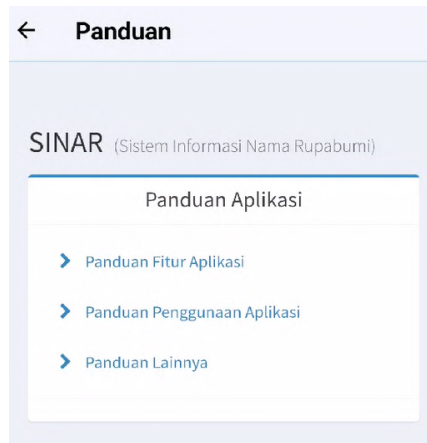 Panduan
SINAR (Sistem Informasi Nama Rupabumi)
Panduan Aplikasi
Panduan Fitur Aplikasi
Panduan Penggunaan Aplikasi
Panduan Lainnya